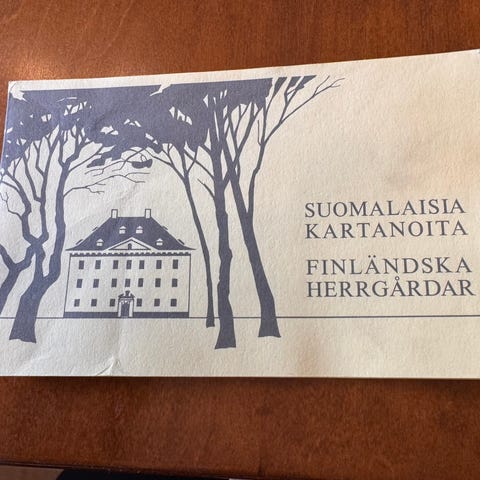 SUOMALAISIA
KARTANOITA
FINLÄNDSKA
HERRGÅRDAR